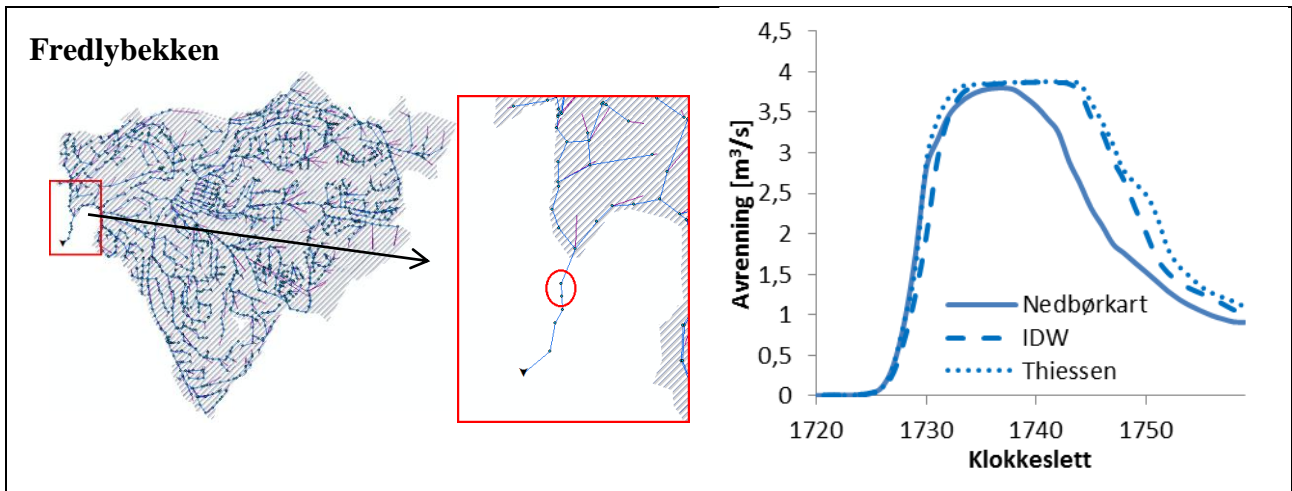 Fredlybekken
4,5
4
3,5
3
2,5
2
1,5
1
0,5
0
Avrenning [m³/s]
Nedbørkart
IDW
Thiessen
1720 1730 1740 1750
Klokkeslett